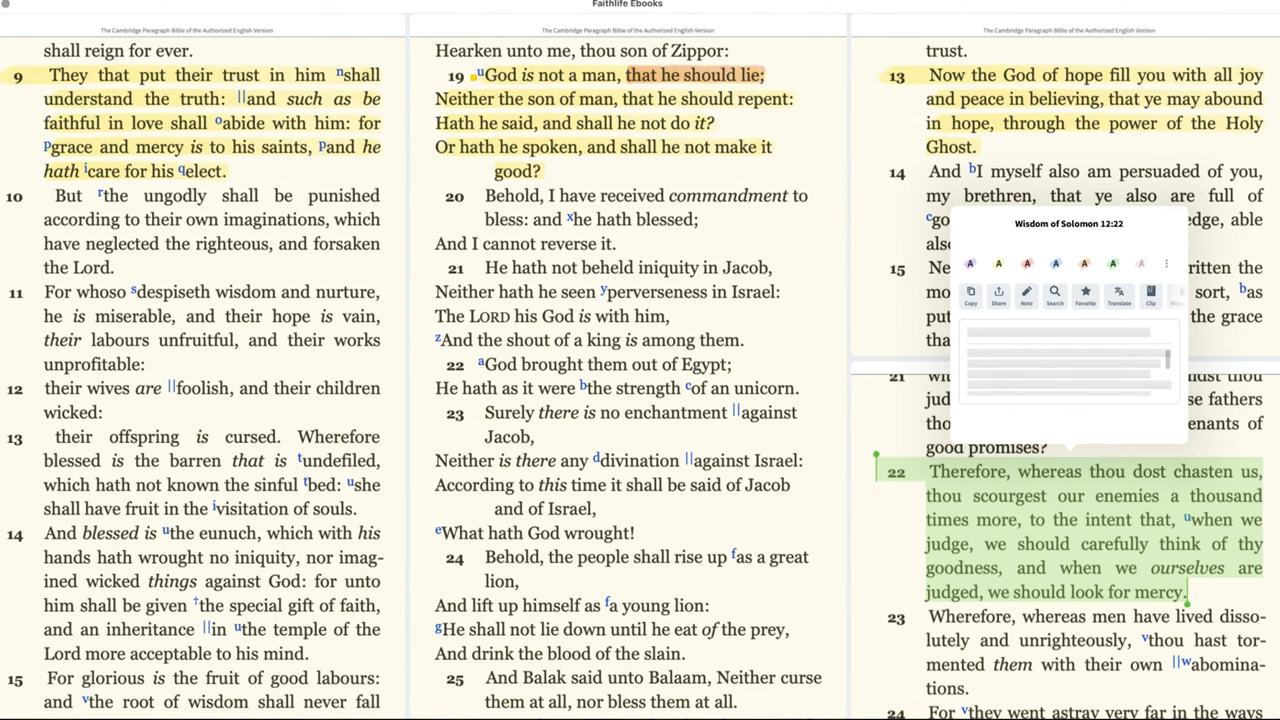 Faithlife Ebooks
The Cambridge Paragraph Bible of the Authorized English Version
shall reign for ever.
9 They that put their trust in him nshall
understand the truth: ||and such as be
faithful in love shall oabide with him: for
pgrace and mercy is to his saints, pand he
hath icare for his qelect.
10 But rthe ungodly shall be punished
according to their own imaginations, which
have neglected the righteous, and forsaken
the Lord.
11 For whoso sdespiseth wisdom and nurture,
he is miserable, and their hope is vain,
their labours unfruitful, and their works
unprofitable:
12 their wives are ||foolish, and their children
wicked:
13 their offspring is cursed. Wherefore
blessed is the barren that is tundefiled,
which hath not known the sinful tbed: ushe
shall have fruit in the ivisitation of souls.
14 And blessed is uthe eunuch, which with his
hands hath wrought no iniquity, nor imag-
ined wicked things against God: for unto
him shall be given †the special gift of faith,
and an inheritance ||in uthe temple of the
Lord more acceptable to his mind.
15 For glorious is the fruit of good labours:
and vthe root of wisdom shall never fall
The Cambridge Paragraph Bible of the Authorized English Version
Hearken unto me, thou son of Zippor:
19 uGod is not a man, that he should lie;
Neither the son of man, that he should repent:
Hath he said, and shall he not do it?
Or hath he spoken, and shall he not make it
good?
20 Behold, I have received commandment to
bless: and xhe hath blessed;
And I cannot reverse it.
21 He hath not beheld iniquity in Jacob,
Neither hath he seen yperverseness in Israel:
The LORD his God is with him,
zAnd the shout of a king is among them.
22 aGod brought them out of Egypt;
He hath as it were bthe strength cof an unicorn.
23 Surely there is no enchantment ||against
Jacob,
Neither is there any ddivination ||against Israel:
According to this time it shall be said of Jacob
and of Israel,
eWhat hath God wrought!
24 Behold, the people shall rise up fas a great
lion,
And lift up himself as fa young lion:
gHe shall not lie down until he eat of the prey,
And drink the blood of the slain.
25 And Balak said unto Balaam, Neither curse
them at all, nor bless them at all.
The Cambridge Paragraph Bible of the Authorized English Version
trust.
13 Now the God of hope fill you with all joy
and peace in believing, that ye may abound
in hope, through the power of the Holy
Ghost.
14 And bI myself also am persuaded of you,
my brethren, that ye also are full of
able
15 ritten the
sort, bas
the grace
Wisdom of Solomon 12:22
A A A A A A A
Copy Share Note Search Favorite Translate Clip
21
fathers
good promises?
22 Therefore, whereas thou dost chasten us,
thou scourgest our enemies a thousand
times more, to the intent that, uwhen we
judge, we should carefully think of thy
goodness, and when we ourselves are
judged, we should look for mercy.
23 Wherefore, whereas men have lived disso-
lutely and unrighteously, vthou hast tor-
mented them with their own ||wabomina-
tions.
24 For vthey went astray very far in the ways